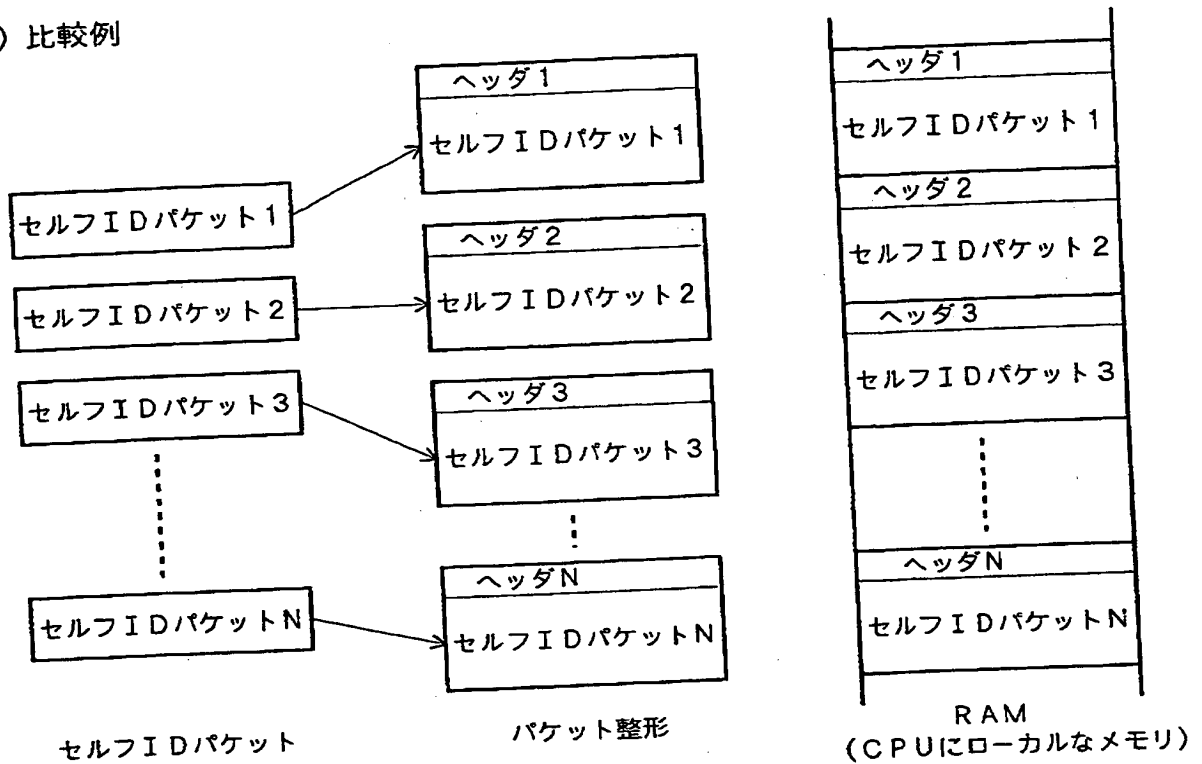 ) 比較例
セルフIDパケット1
セルフIDパケット2
セルフIDパケット3
セルフIDパケットN
セルフIDパケット
ヘッダ1
セルフIDパケット1
ヘッダ2
セルフIDパケット2
ヘッダ3
セルフIDパケット3
ヘッダN
セルフIDパケットN
パケット整形
ヘッダ1
セルフIDパケット1
ヘッダ2
セルフIDパケット2
ヘッダ3
セルフIDパケット3
ヘッダN
セルフIDパケットN
RAM
(CPUにローカルなメモリ)